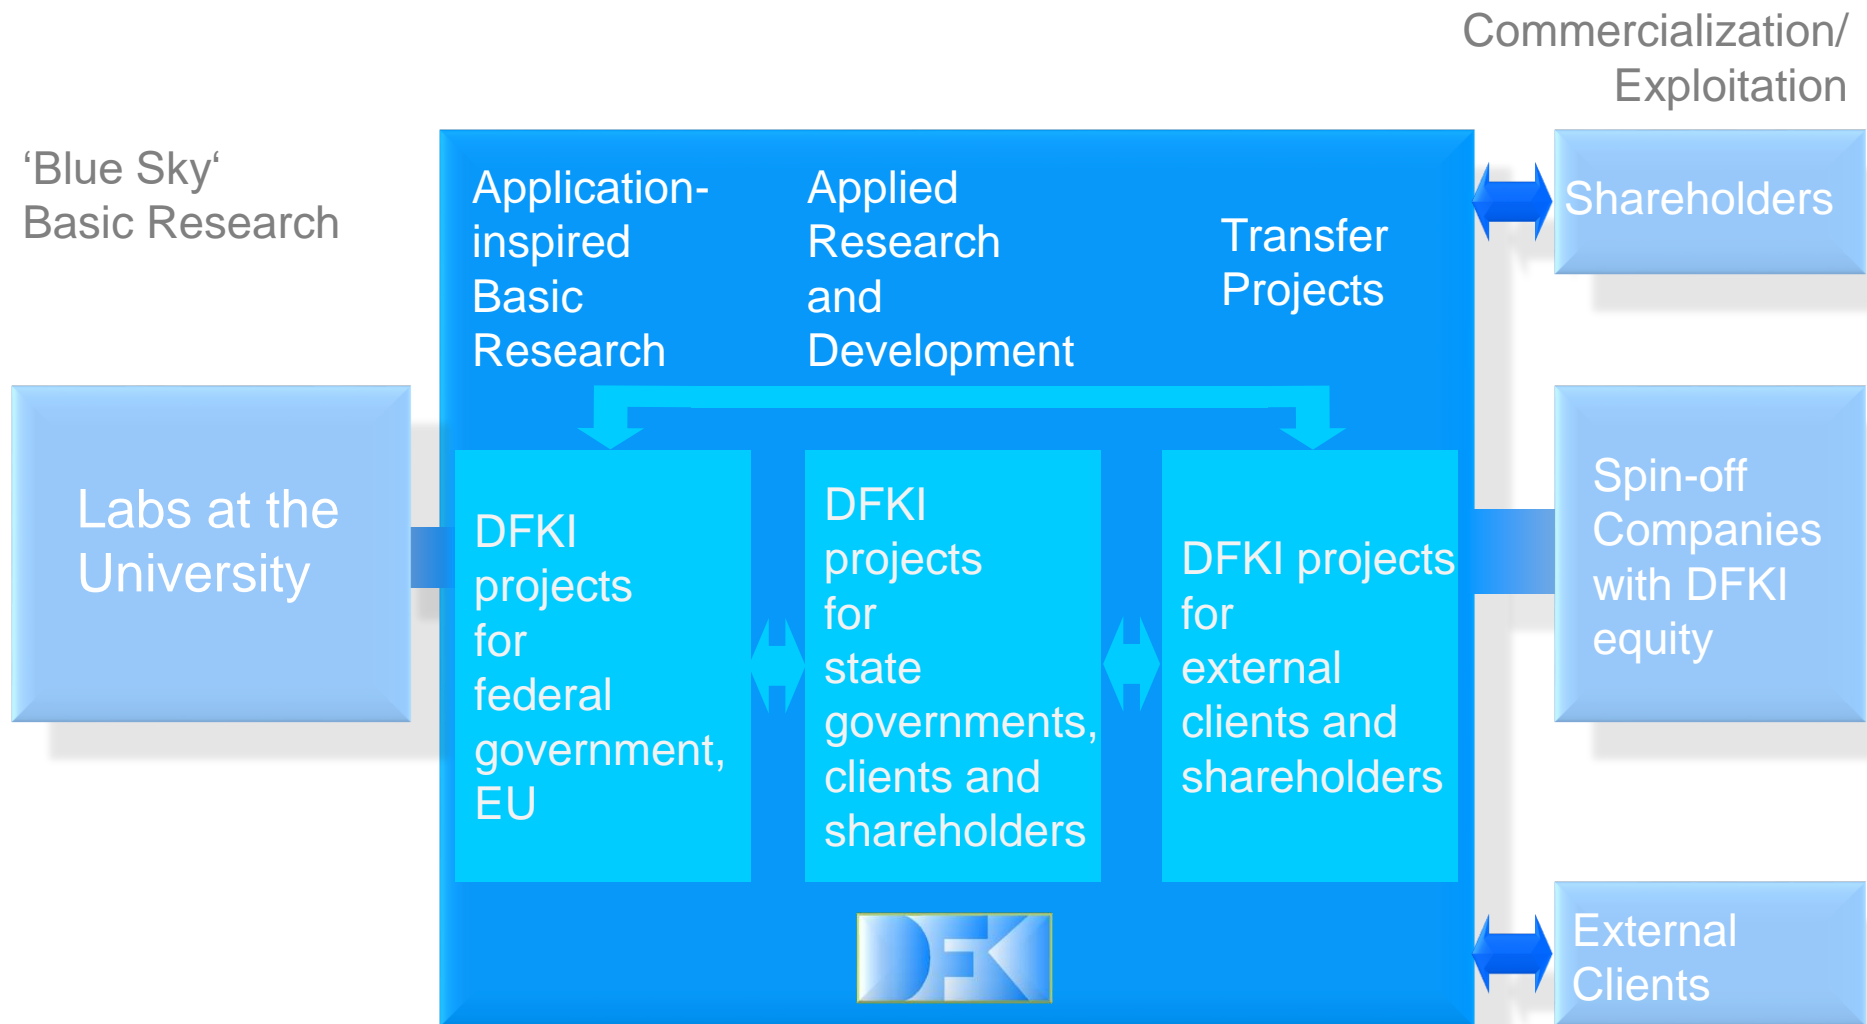 Commercialization/
Exploitation
‘Blue Sky‘
Basic Research
Application-
inspired
Basic
Research
Applied
Research
and
Development
Transfer
Projects
Shareholders
Labs at the
University
DFKI
projects
for
federal
government,
EU
DFKI
projects
for
state
governments,
clients and
shareholders
DFKI projects
for
external
clients and
shareholders
Spin-off
Companies
with DFKI
equity
DFK
External
Clients